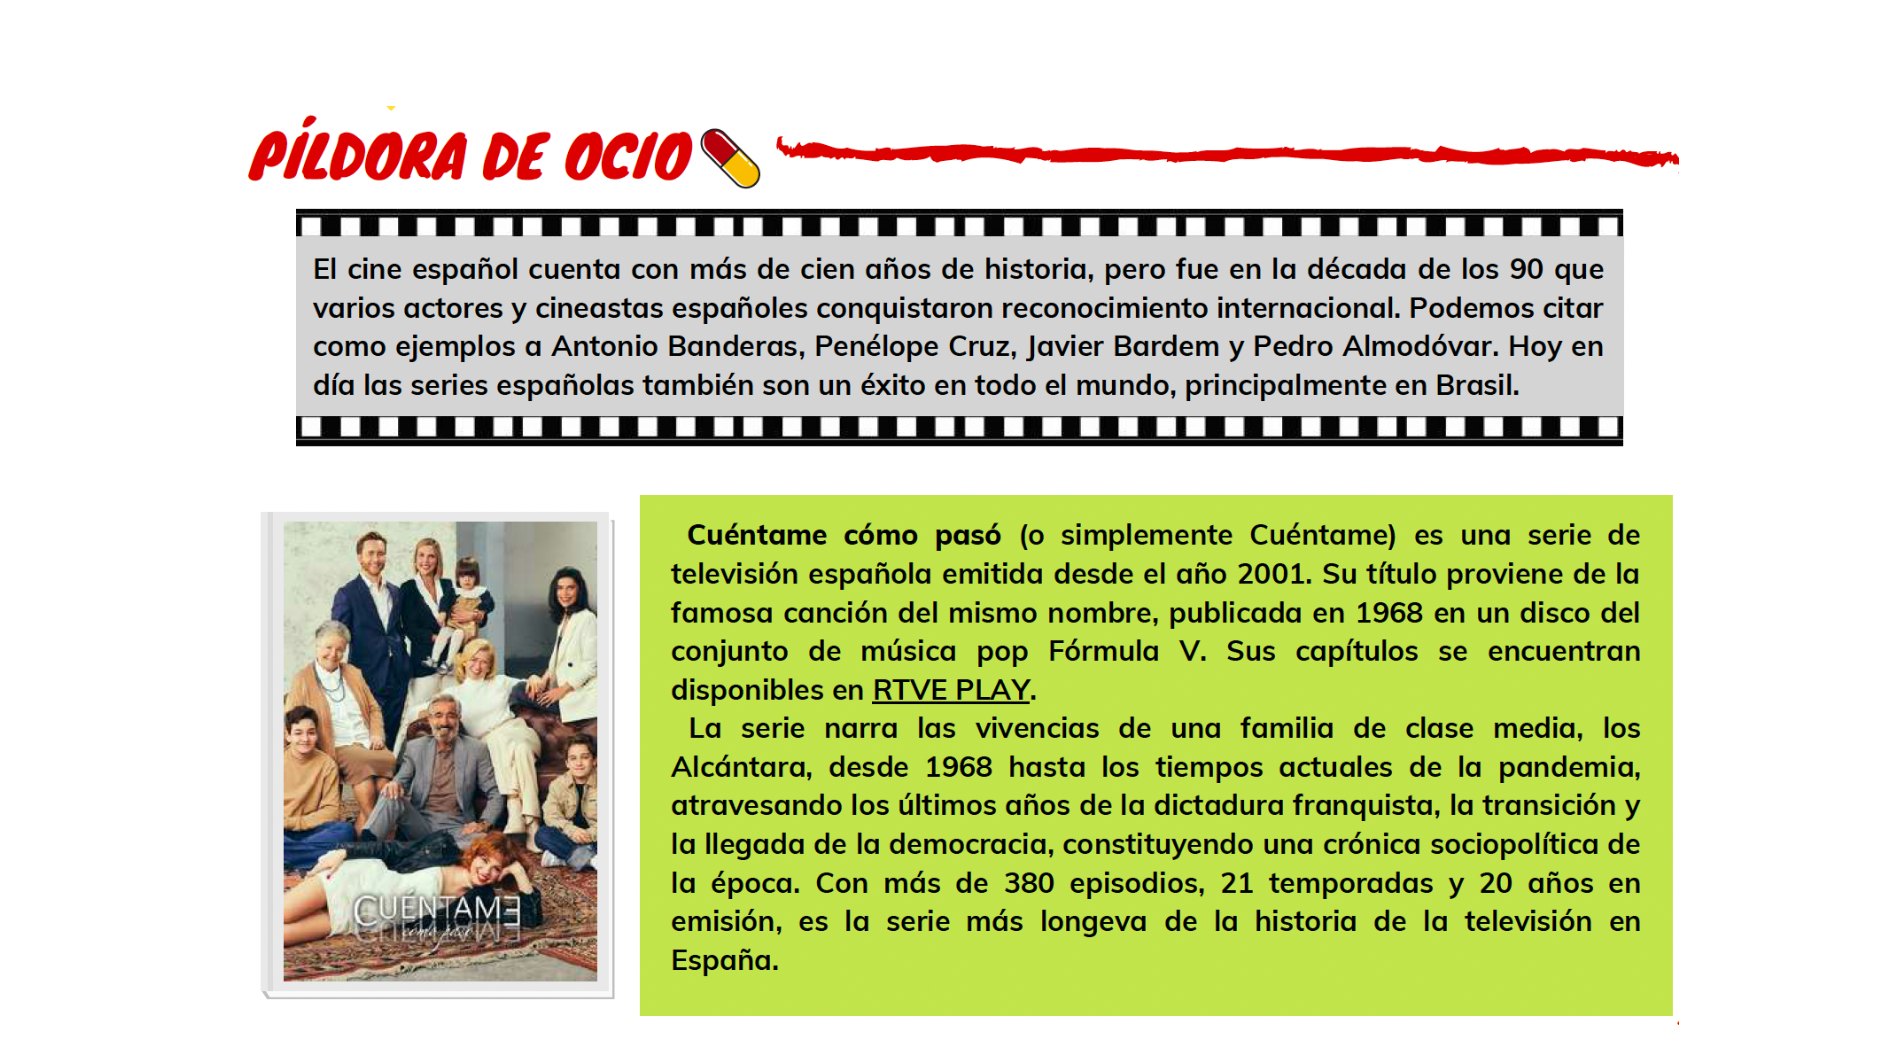 PÍLDORA DE OCIO
El cine español cuenta con más de cien años de historia, pero fue en la década de los 90 que
varios actores y cineastas españoles conquistaron reconocimiento internacional. Podemos citar
como ejemplos a Antonio Banderas, Penélope Cruz, Javier Bardem y Pedro Almodóvar. Hoy en
día las series españolas también son un éxito en todo el mundo, principalmente en Brasil.
Cuéntame cómo pasó (o simplemente Cuéntame) es una serie de
televisión española emitida desde el año 2001. Su título proviene de la
famosa canción del mismo nombre, publicada en 1968 en un disco del
conjunto de música pop Fórmula V. Sus capítulos se encuentran
disponibles en RTVE PLAY.
La serie narra las vivencias de una familia de clase media, los
Alcántara, desde 1968 hasta los tiempos actuales de la pandemia,
atravesando los últimos años de la dictadura franquista, la transición y
la llegada de la democracia, constituyendo una crónica sociopolítica de
la época. Con más de 380 episodios, 21 temporadas y 20 años en
emisión, es la serie más longeva de la historia de la televisión en
España.
CUÉNTAME
cómo pasó